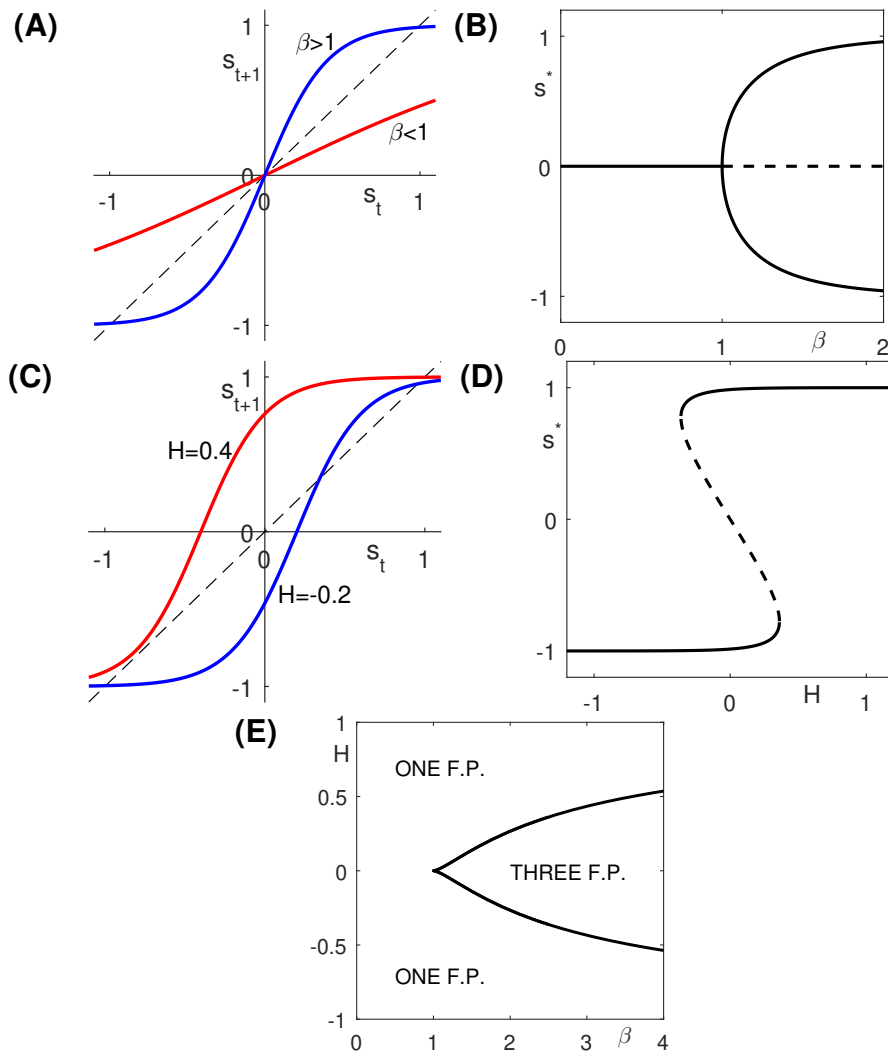 (A)
1
s_{t+1}
β>1
β<1
-1
0
0
s_t
1
-1
(B)
1
s^*
0
-1
0
1
β
2
(C)
1
s_{t+1}
H=0.4
-1
0
0
s_t
1
H=-0.2
-1
(D)
1
s^*
0
-1
-1
0
H
1
(E)
1
H
ONE F.P.
0.5
0
THREE F.P.
-0.5
ONE F.P.
-1
0
1
2
3
β
4